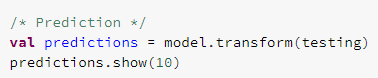 /* Prediction */
val predictions = model.transform(testing)
predictions.show(10)